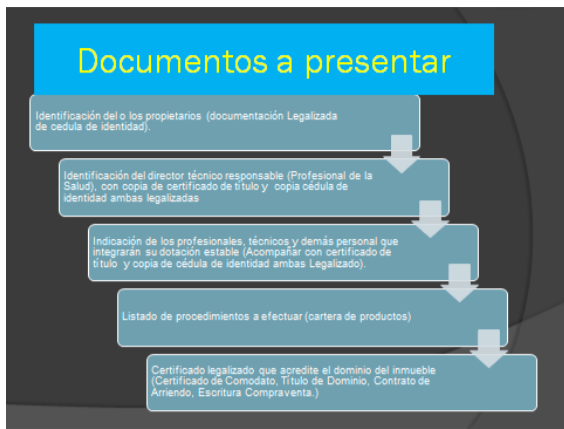 Documentos a presentar
Identificación del o los propietarios (documentación Legalizada
de cedula de identidad).
Identificación del director técnico responsable (Profesional de la
Salud), con copia de certificado de título y copia cédula de
identidad ambas legalizadas
Indicación de los profesionales, técnicos y demás personal que
integrarán su dotación estable (Acompañar con certificado de
título y copia de cédula de identidad ambas Legalizado).
Listado de procedimientos a efectuar (cartera de productos)
Certificado legalizado que acredite el dominio del inmueble
(Certificado de Comodato, Título de Dominio, Contrato de
Arriendo, Escritura Compraventa.)